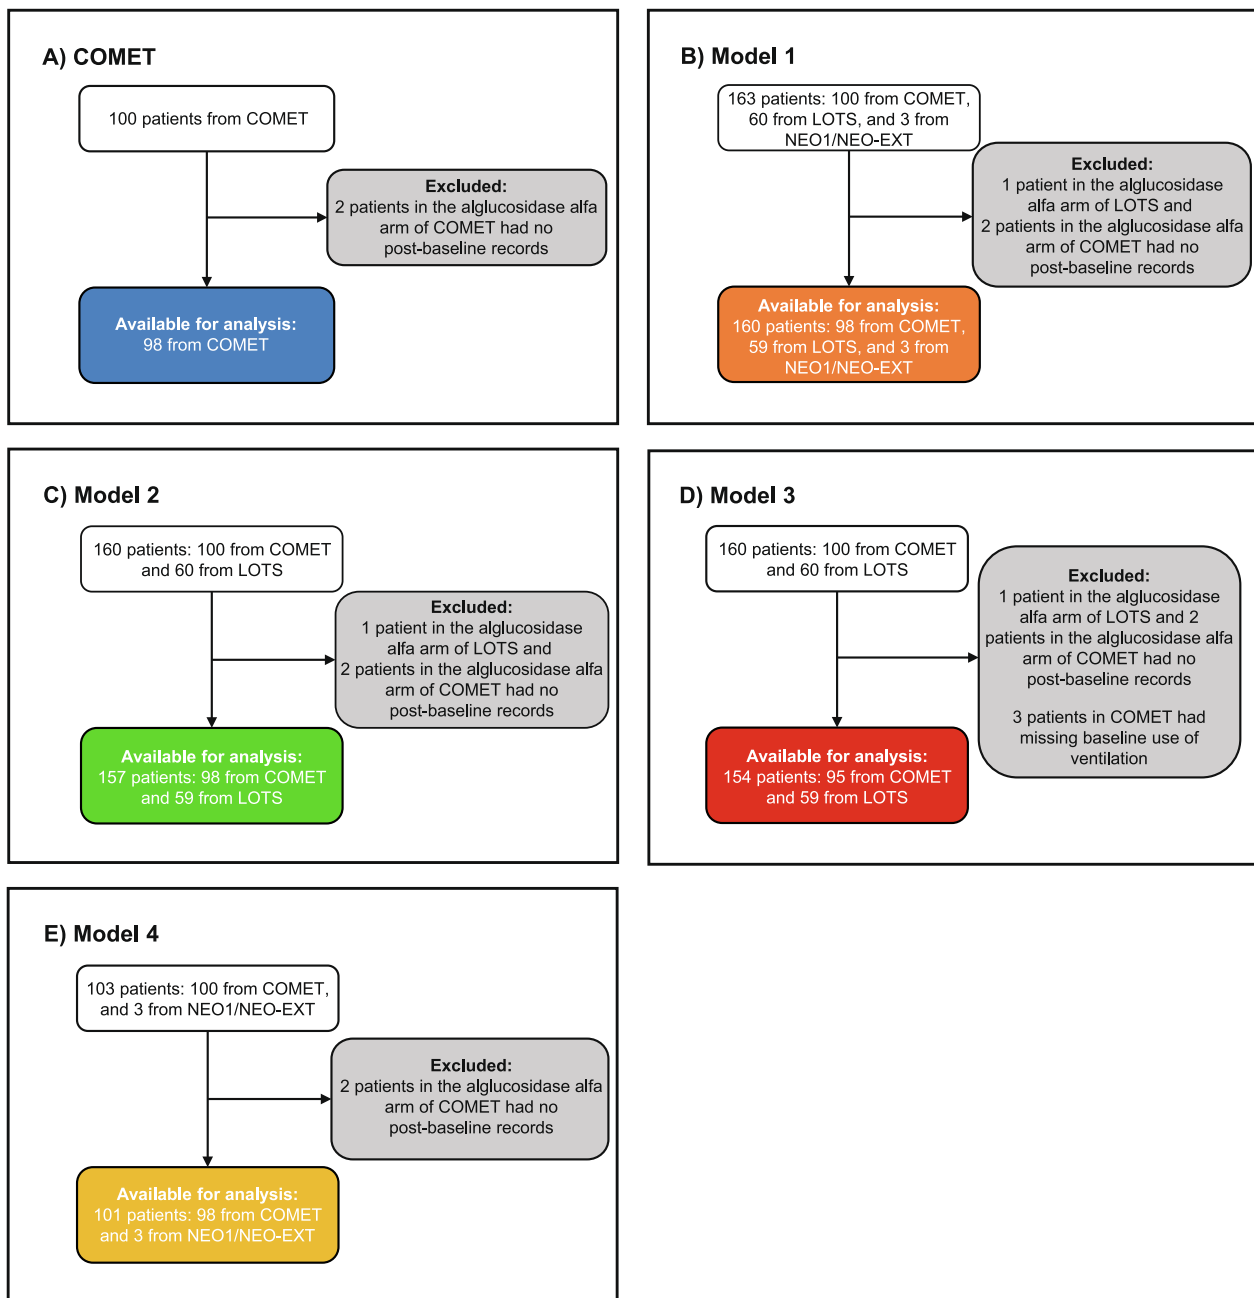 A) COMET
100 patients from COMET
Excluded:
2 patients in the alglucosidase alfa
arm of COMET had no
post-baseline records
Available for analysis:
98 from COMET
B) Model 1
163 patients: 100 from COMET,
60 from LOTS, and 3 from
NEO1/NEO-EXT
Excluded:
1 patient in the alglucosidase
alfa arm of LOTS and
2 patients in the alglucosidase alfa
arm of COMET had no
post-baseline records
Available for analysis:
160 patients: 98 from COMET,
59 from LOTS, and 3 from
NEO1/NEO-EXT
C) Model 2
160 patients: 100 from COMET
and 60 from LOTS
Excluded:
1 patient in the alglucosidase
alfa arm of LOTS and
2 patients in the alglucosidase alfa
arm of COMET had no
post-baseline records
Available for analysis:
157 patients: 98 from COMET
and 59 from LOTS
D) Model 3
160 patients: 100 from COMET
and 60 from LOTS
Excluded:
1 patient in the alglucosidase
alfa arm of LOTS and 2
patients in the alglucosidase alfa
arm of COMET had no
post-baseline records
3 patients in COMET had
missing baseline use of
ventilation
Available for analysis:
154 patients: 95 from COMET
and 59 from LOTS
E) Model 4
103 patients: 100 from COMET,
and 3 from NEO1/NEO-EXT
Excluded:
2 patients in the alglucosidase alfa
arm of COMET had no
post-baseline records
Available for analysis:
101 patients: 98 from COMET
and 3 from NEO1/NEO-EXT